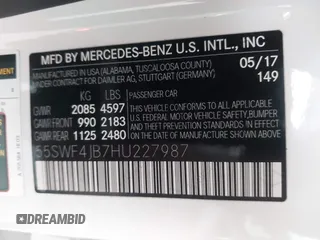 MFD BY MERCEDES-BENZ U.S. INTL., INC
MANUFACTURED IN USA (ALABAMA, TUSCALOOSA COUNTY)
UNDER CONTRACT FOR DAIMLER AG, STUTTGART (GERMANY)
05/17
149
KG LBS PASSENGER CAR
GVWR 2085 4597
GAWR FRONT 990 2183
GAWR REAR 1125 2480
THIS VEHICLE CONFORMS TO ALL APPLICABLE U.S. FEDERAL MOTOR VEHICLE SAFETY, BUMPER AND THEFT PREVENTION STANDARDS IN EFFECT ON THE DATE OF MANUFACTURE SHOWN ABOVE.
55SWF4JB7HU227987
AUTOBIDMASTER